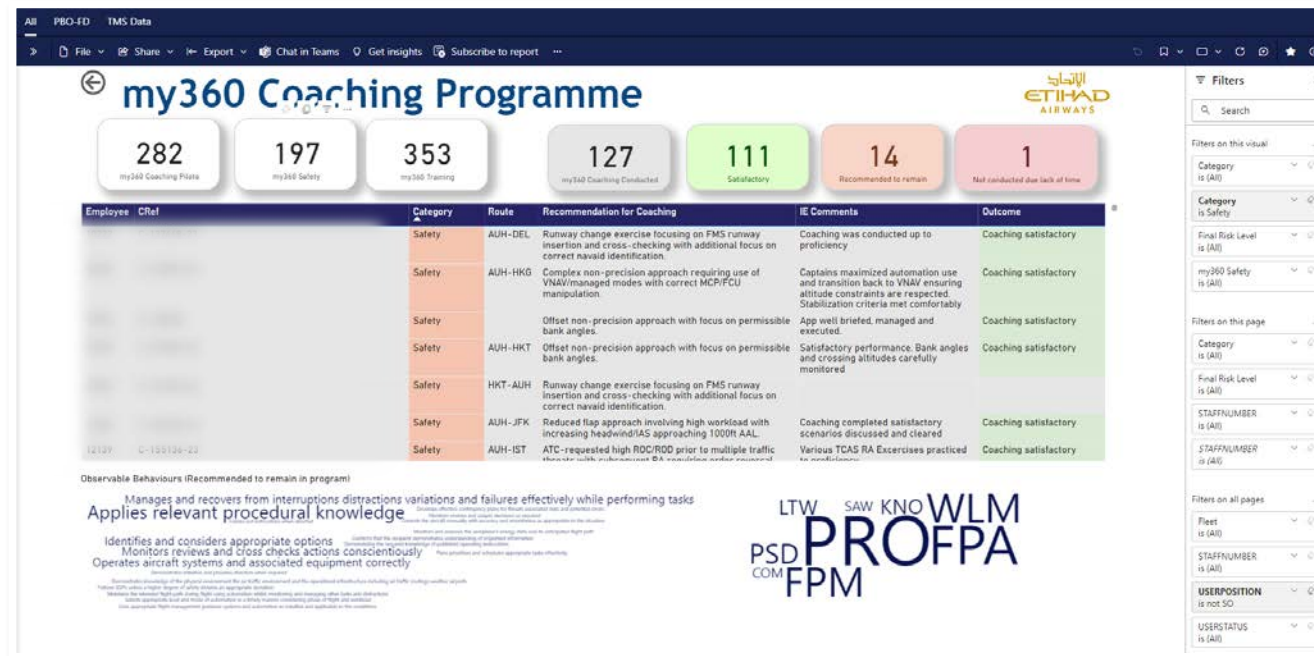 All PBO-FD TMS Data
File Share Export Chat in Teams Get insights Subscribe to report ...
my360 Coaching Programme
الإتحاد
ETIHAD
AIRWAYS
282
my360 Coaching Pilots
197
my360 Safety
353
my360 Training
127
my360 Coaching Conducted
111
Satisfactory
14
Recommended to remain
1
Not conducted due lack of time
Employee CRef Category Route Recommendation for Coaching IE Comments Outcome
Safety AUH-DEL Runway change exercise focusing on FMS runway Coaching was conducted up to Coaching satisfactory
insertion and cross-checking with additional focus on proficiency
correct navaid identification.
Safety AUH-HKG Complex non-precision approach requiring use of Captains maximized automation use Coaching satisfactory
VNAV/managed modes with correct MCP/FCU and transition back to VNAV ensuring
manipulation. altitude constraints are respected.
Stabilization criteria met comfortably
Safety Offset non-precision approach with focus on permissible App well briefed, managed and Coaching satisfactory
bank angles. executed.
Safety AUH-HKT Offset non-precision approach with focus on permissible Satisfactory performance. Bank angles Coaching satisfactory
bank angles. and crossing altitudes carefully
monitored
Safety HKT-AUH Runway change exercise focusing on FMS runway
insertion and cross-checking with additional focus on
correct navaid identification.
Safety AUH-JFK Reduced flap approach involving high workload with Coaching completed satisfactory Coaching satisfactory
increasing headwind/IAS approaching 1000ft AAL. scenarios discussed and cleared
Safety AUH-IST ATC-requested high ROC/ROD prior to multiple traffic Various TCAS RA Excercises practiced Coaching satisfactory
threats with subsequent RA requiring order reversal to proficiency
Observable Behaviours (Recommended to remain in program)
Manages and recovers from interruptions distractions variations and failures effectively while performing tasks
Applies relevant procedural knowledge
Identifies and considers appropriate options
Monitors reviews and cross checks actions conscientiously
Operates aircraft systems and associated equipment correctly
LTW SAW KNO WLM
PSD PRO FPA
COM FPM
Filters
Search
Filters on this visual
Category
is (All)
Category
is Safety
Final Risk Level
is (All)
my360 Safety
is (All)
Filters on this page
Category
is (All)
Final Risk Level
is (All)
STAFFNUMBER
is (All)
STAFFNUMBER
is (All)
Filters on all pages
Fleet
is (All)
STAFFNUMBER
is (All)
USERPOSITION
is not SO
USERSTATUS
is (All)